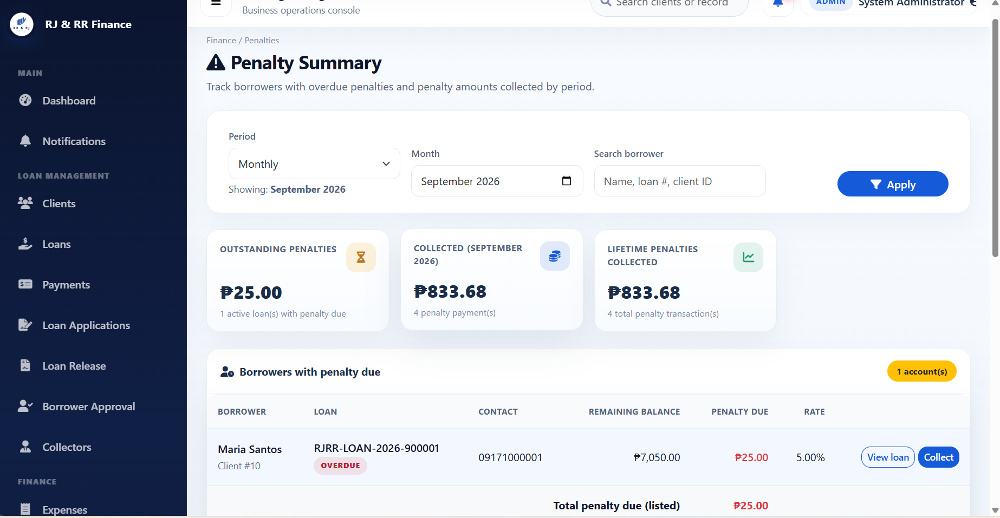 RJ & RR Finance
MAIN
Dashboard
Notifications
LOAN MANAGEMENT
Clients
Loans
Payments
Loan Applications
Loan Release
Borrower Approval
Collectors
FINANCE
Expenses
Business operations console
Search clients or record
ADMIN
System Administrator
Finance / Penalties
Penalty Summary
Track borrowers with overdue penalties and penalty amounts collected by period.
Period
Monthly
Showing: September 2026
Month
September 2026
Search borrower
Name, loan #, client ID
Apply
OUTSTANDING PENALTIES
₱25.00
1 active loan(s) with penalty due
COLLECTED (SEPTEMBER
2026)
₱833.68
4 penalty payment(s)
LIFETIME PENALTIES
COLLECTED
₱833.68
4 total penalty transaction(s)
Borrowers with penalty due
1 account(s)
BORROWER LOAN CONTACT REMAINING BALANCE PENALTY DUE RATE
Maria Santos
Client #10
RJRR-LOAN-2026-900001
OVERDUE
09171000001
₱7,050.00
₱25.00
5.00%
View loan
Collect
Total penalty due (listed) ₱25.00